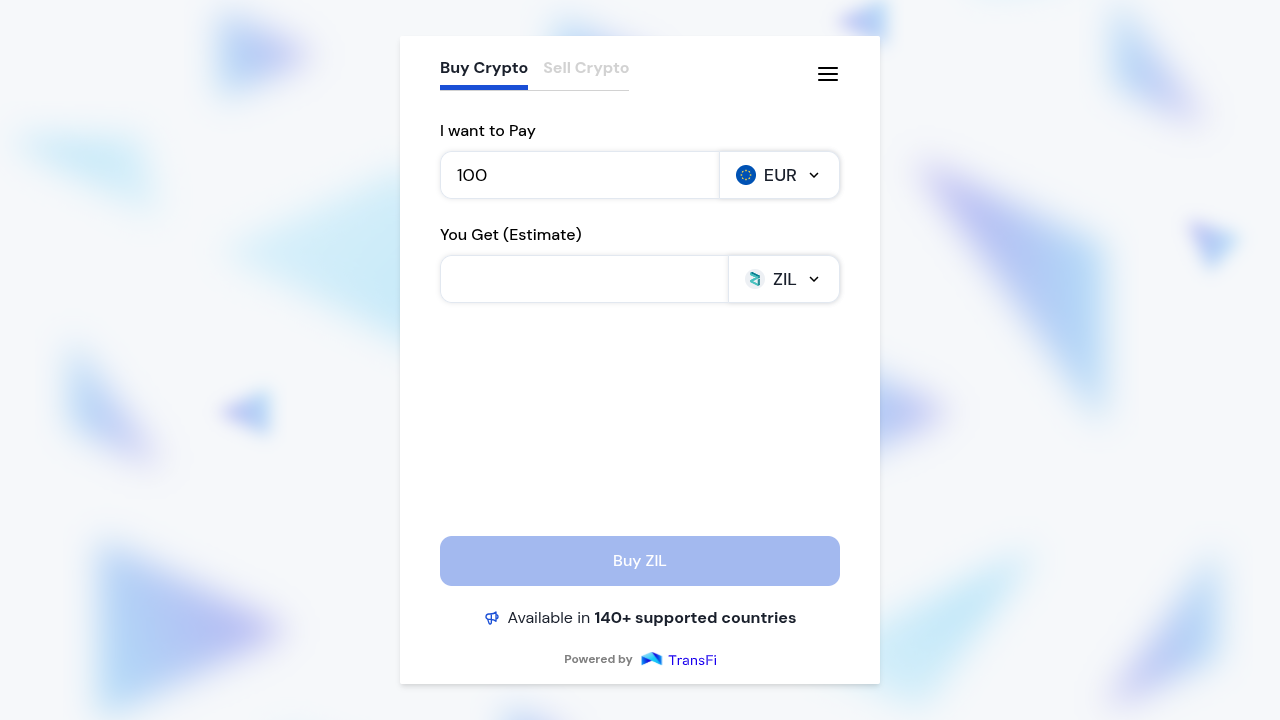 Buy Crypto Sell Crypto
I want to Pay
100 EUR
You Get (Estimate)
ZIL
Buy ZIL
Available in 140+ supported countries
Powered by TransFi